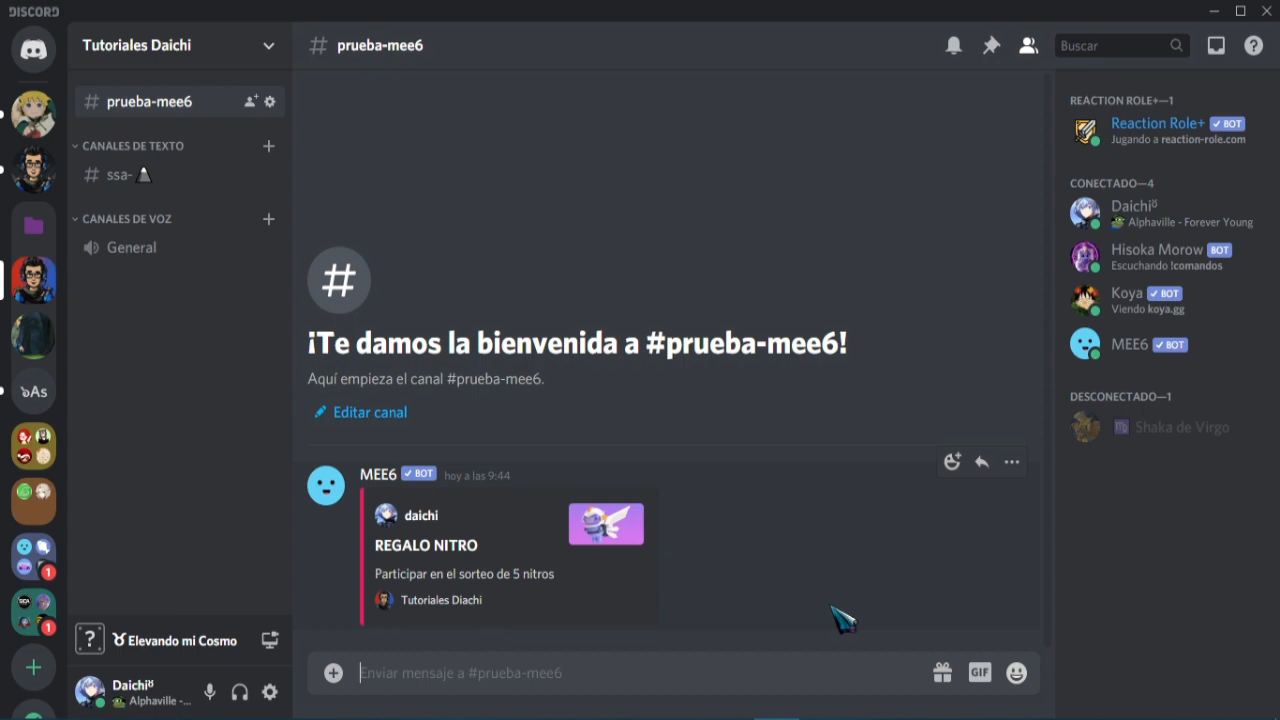 DISCORD
Tutoriales Daichi
prueba-mee6
Buscar
prueba-mee6
CANALES DE TEXTO
ssa-
CANALES DE VOZ
General
ঌAs
1
1
¡Te damos la bienvenida a #prueba-mee6!
Aquí empieza el canal #prueba-mee6.
Editar canal
MEE6 ✓ BOT hoy a las 9:44
daichi
REGALO NITRO
Participar en el sorteo de 5 nitros
Tutoriales Diachi
Enviar mensaje a #prueba-mee6
GIF
REACTION ROLE+—1
Reaction Role+ ✓ BOT
Jugando a reaction-role.com
CONECTADO—4
Daichi
Alphaville - Forever Young
Hisoka Morow BOT
Escuchando !comandos
Koya ✓ BOT
Viendo koya.gg
MEE6 ✓ BOT
DESCONECTADO—1
♍ Shaka de Virgo
? ♉ Elevando mi Cosmo
Daichi
Alphaville -...